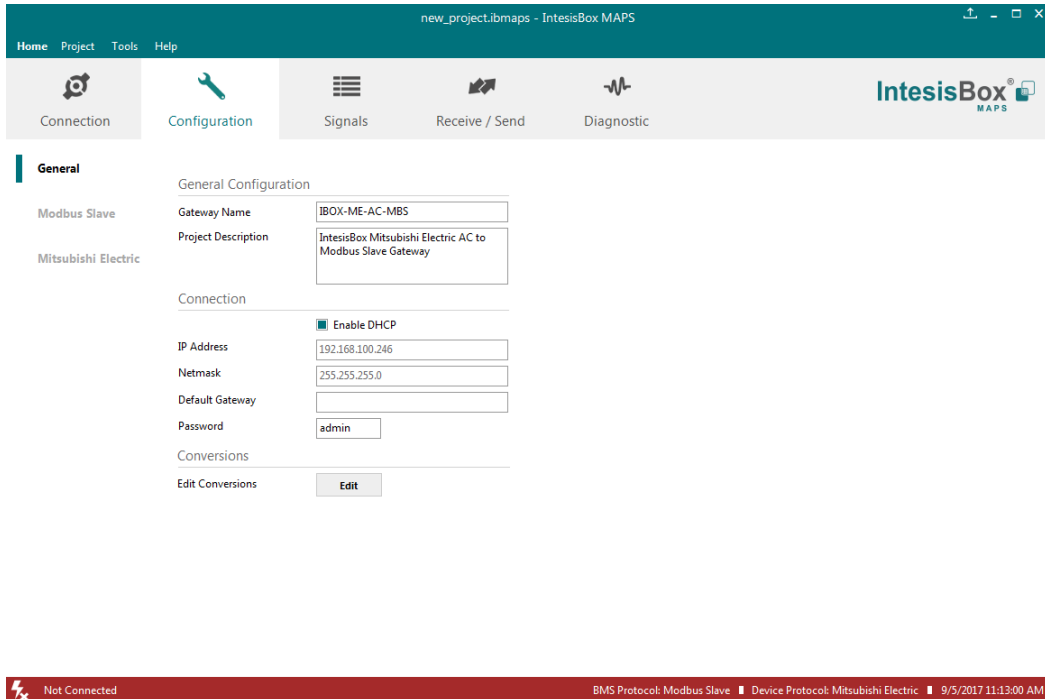 new_project.ibmaps - IntesisBox MAPS
Home Project Tools Help
Connection Configuration Signals Receive / Send Diagnostic
IntesisBox®
MAPS
General
Modbus Slave
Mitsubishi Electric
General Configuration
Gateway Name IBOX-ME-AC-MBS
Project Description IntesisBox Mitsubishi Electric AC to
Modbus Slave Gateway
Connection
Enable DHCP
IP Address 192.168.100.246
Netmask 255.255.255.0
Default Gateway
Password admin
Conversions
Edit Conversions Edit
Not Connected BMS Protocol: Modbus Slave Device Protocol: Mitsubishi Electric 9/5/2017 11:13:00 AM